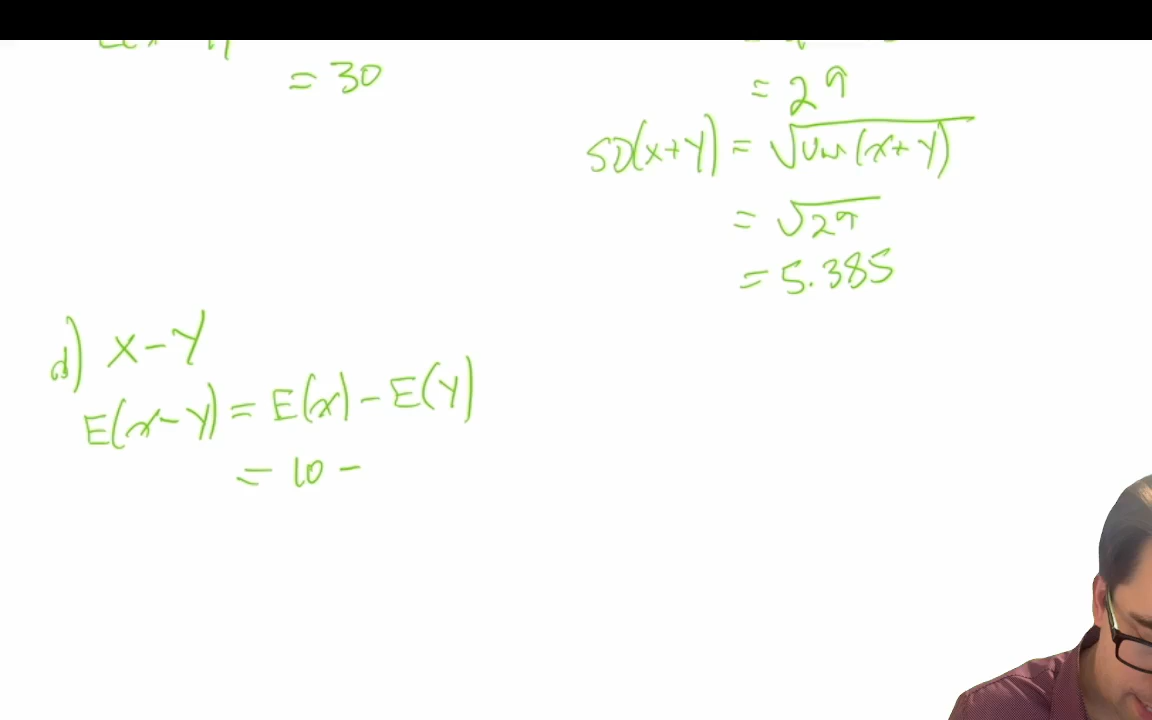 = 30
= 29
SD(x+y) = √Var(x+y)
= √29
= 5.385
d) x-y
E(x-y) = E(x) - E(y)
= 10 -